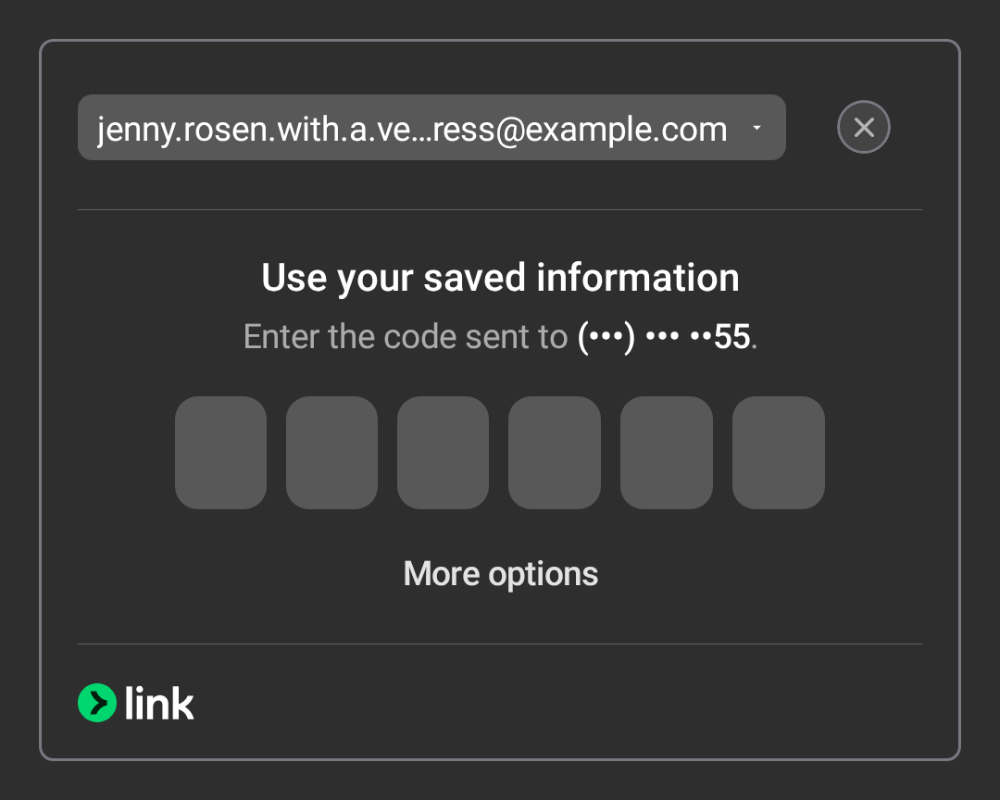 jenny.rosen.with.a.ve...ress@example.com
Use your saved information
Enter the code sent to (•••) ••• ••55.
More options
link